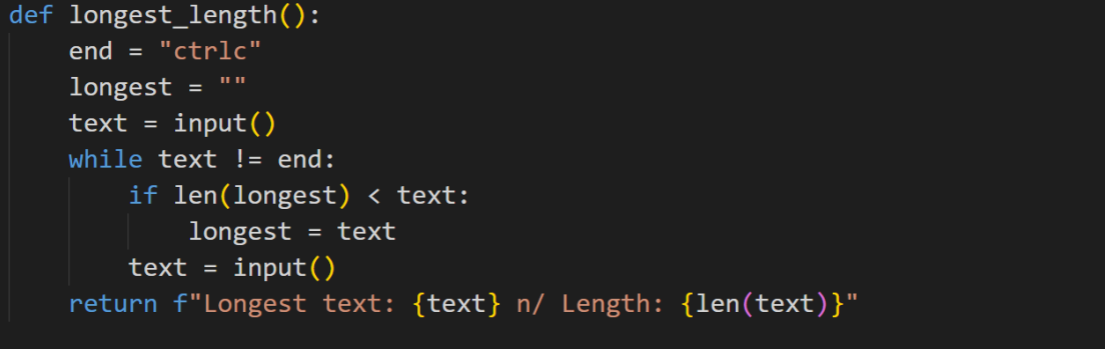 def longest_length():
    end = "ctrlc"
    longest = ""
    text = input()
    while text != end:
        if len(longest) < text:
            longest = text
        text = input()
    return f"Longest text: {text} n/ Length: {len(text)}"